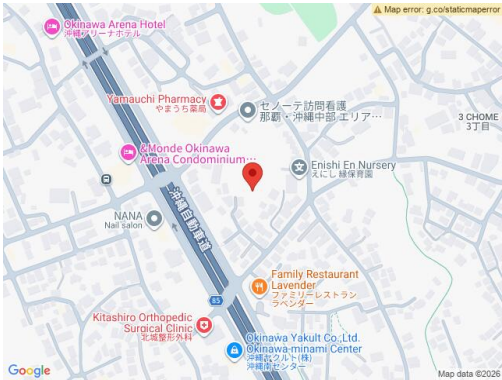 Map error: g.co/staticmaperror
Okinawa Arena Hotel
沖縄アリーナホテル
Yamauchi Pharmacy
やまうち薬局
セノーテ訪問看護
那覇・沖縄中部 エリア…
3 CHOME
3丁目
&Monde Okinawa
Arena Condominium…
Enishi En Nursery
えにし 縁保育園
NANA
Nail salon
沖縄自動車道
Family Restaurant
Lavender
ファミリーレストラン
ラベンダー
85
Kitashiro Orthopedic
Surgical Clinic
北城整形外科
Okinawa Yakult Co.,Ltd.
Okinawa-minami Center
沖縄ヤクルト(株)
沖縄南センター
Google
Map data ©2026